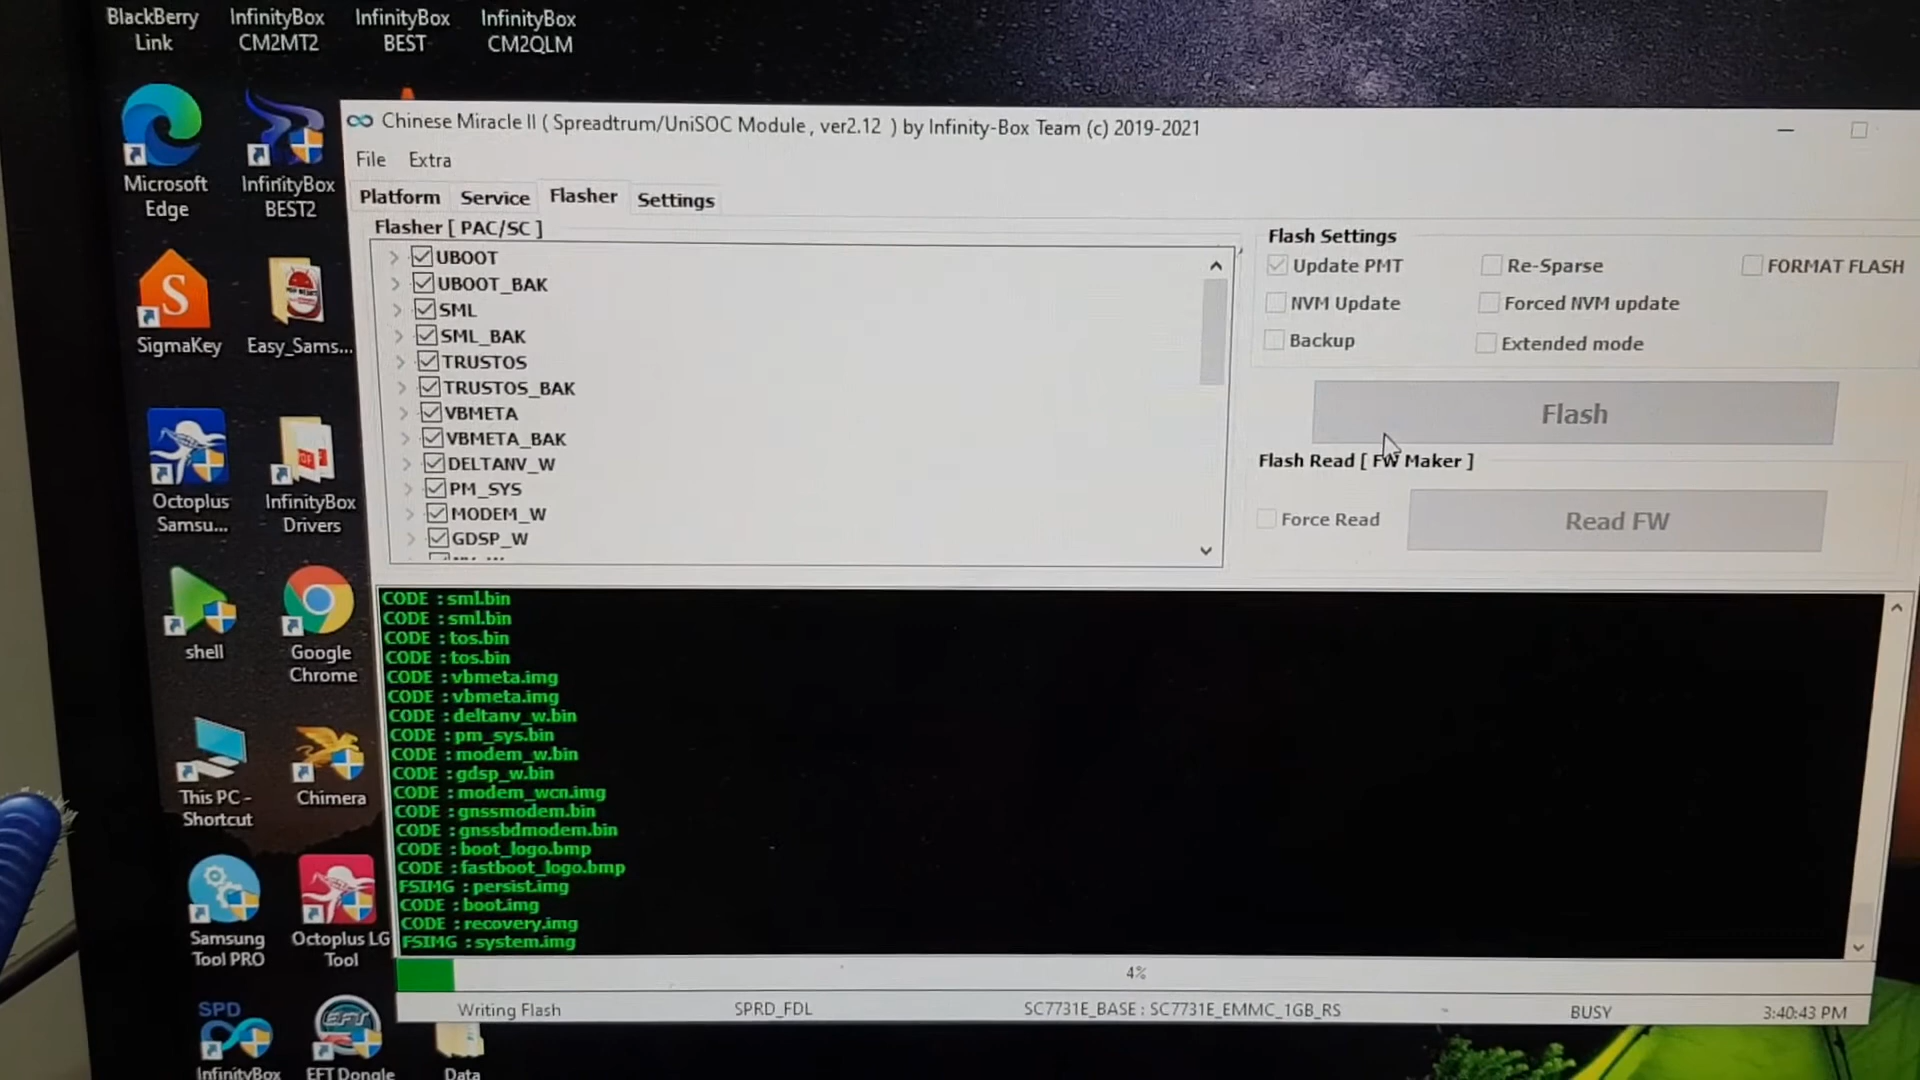 BlackBerry
Link
InfinityBox
CM2MT2
InfinityBox
BEST
InfinityBox
CM2QLM
Microsoft
Edge
InfinityBox
BEST2
SigmaKey
Easy_Sams...
Octoplus
Samsu...
InfinityBox
Drivers
shell
Google
Chrome
This PC -
Shortcut
Chimera
Samsung
Tool PRO
Octoplus LG
Tool
SPD
InfinityBox
EFT
EFT Dongle
Data
Chinese Miracle II ( Spreadtrum/UniSOC Module , ver2.12 ) by Infinity-Box Team (c) 2019-2021
File Extra
Platform Service Flasher Settings
Flasher [ PAC/SC ]
UBOOT
UBOOT_BAK
SML
SML_BAK
TRUSTOS
TRUSTOS_BAK
VBMETA
VBMETA_BAK
DELTANV_W
PM_SYS
MODEM_W
GDSP_W
Flash Settings
Update PMT Re-Sparse FORMAT FLASH
NVM Update Forced NVM update
Backup Extended mode
Flash
Flash Read [ FW Maker ]
Force Read Read FW
CODE : sml.bin
CODE : sml.bin
CODE : tos.bin
CODE : tos.bin
CODE : vbmeta.img
CODE : vbmeta.img
CODE : deltanv_w.bin
CODE : pm_sys.bin
CODE : modem_w.bin
CODE : gdsp_w.bin
CODE : modem_wcn.img
CODE : gnssmodem.bin
CODE : gnssbdmodem.bin
CODE : boot_logo.bmp
CODE : fastboot_logo.bmp
FSIMG : persist.img
CODE : boot.img
CODE : recovery.img
FSIMG : system.img
4%
Writing Flash SPRD_FDL SC7731E_BASE : SC7731E_EMMC_1GB_RS BUSY 3:40:43 PM